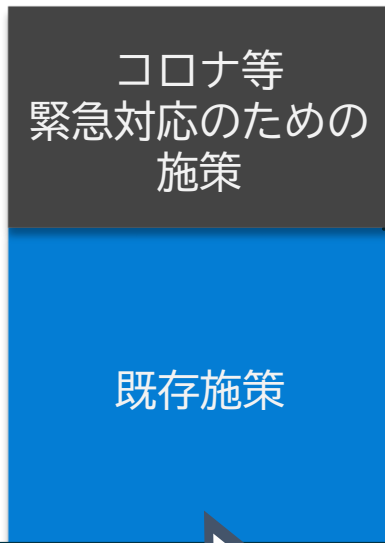 コロナ等
緊急対応のための
施策
既存施策